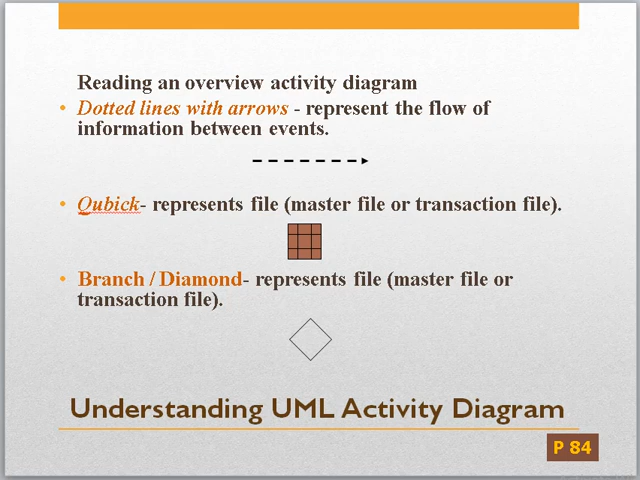 Reading an overview activity diagram
• Dotted lines with arrows - represent the flow of
information between events.
• Qubick- represents file (master file or transaction file).
• Branch / Diamond- represents file (master file or
transaction file).
Understanding UML Activity Diagram
P 84